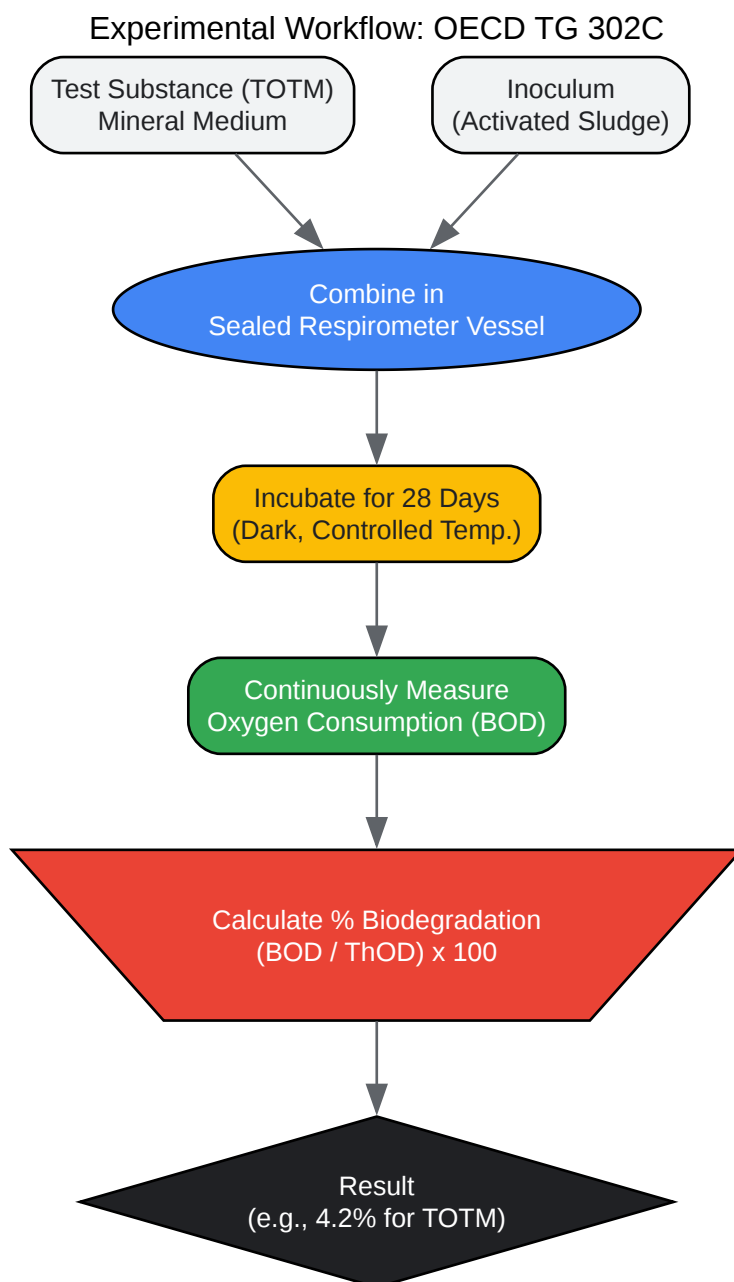 Experimental Workflow: OECD TG 302C
Test Substance (TOTM)
Mineral Medium
Inoculum
(Activated Sludge)
Combine in
Sealed Respirometer Vessel
Incubate for 28 Days
(Dark, Controlled Temp.)
Continuously Measure
Oxygen Consumption (BOD)
Calculate % Biodegradation
(BOD / ThOD) x 100
Result
(e.g., 4.2% for TOTM)